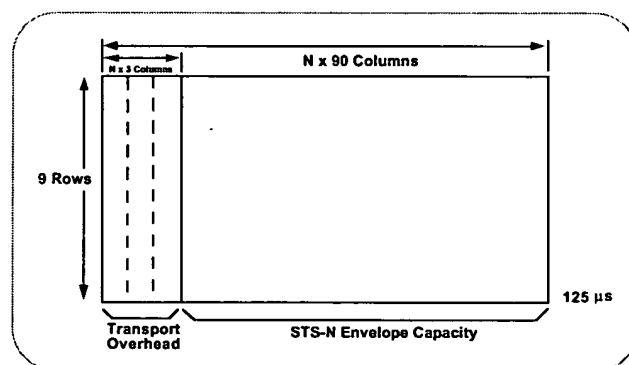 N x 90 Columns
N x 3 Columns
9 Rows
125 µs
Transport
Overhead
STS-N Envelope Capacity